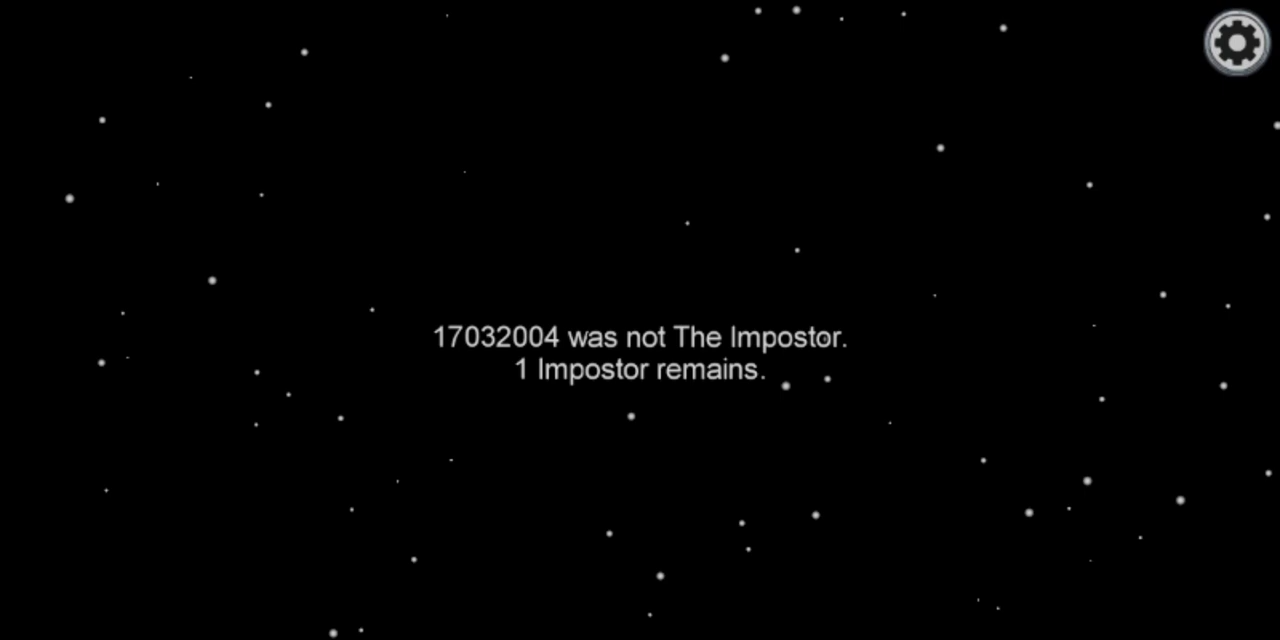 17032004 was not The Impostor.
1 Impostor remains.